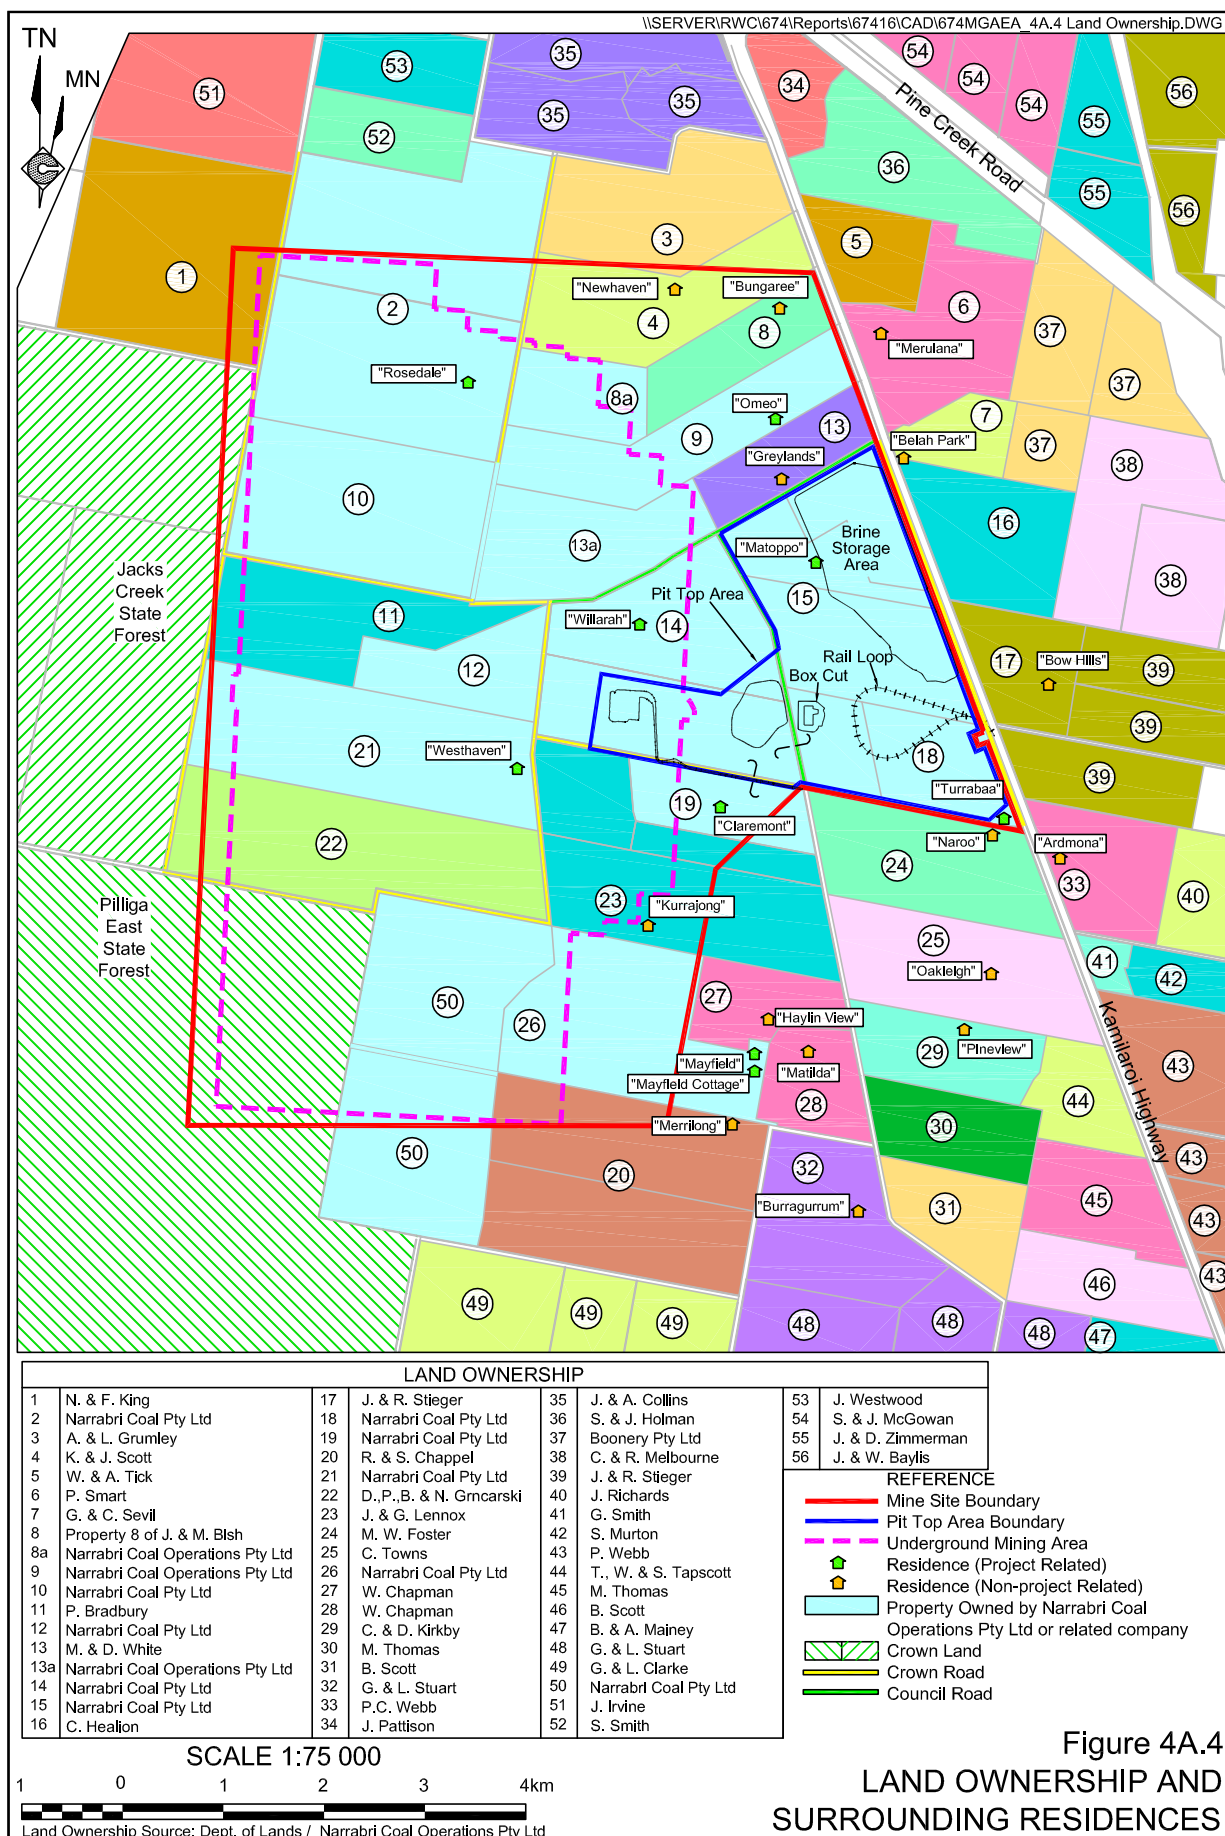 \\SERVER\RWC\674\Reports\67416\CAD\674MGAEA_4A.4 Land Ownership.DWG
TN
MN
51
53
52
35
35
35
34
54
54
54
55
55
56
56
Pine Creek Road
36
1
3
5
6
37
37
37
2
"Newhaven"
4
"Bungaree"
8
"Merulana"
"Rosedale"
8a
"Omeo"
9
13
7
"Belah Park"
"Greylands"
38
38
10
13a
16
Brine
Storage
Area
"Matoppo"
15
Jacks
Creek
State
Forest
Pit Top Area
11
"Willarah"
14
12
Rail Loop
Box Cut
17
"Bow Hills"
39
39
39
21
"Westhaven"
18
"Turrabaa"
19
"Claremont"
22
"Naroo"
"Ardmona"
24
33
40
Pilliga
East
State
Forest
23
"Kurrajong"
25
"Oakleigh"
41
42
50
26
27
"Haylin View"
29
"Pineview"
Kamilaroi Highway
43
"Mayfield"
"Matilda"
"Mayfield Cottage"
28
44
"Merrilong"
30
50
20
32
43
"Burragurrum"
31
45
43
46
43
49
49
49
48
48
48
47
LAND OWNERSHIP
1 N. & F. King 17 J. & R. Stieger 35 J. & A. Collins 53 J. Westwood
2 Narrabri Coal Pty Ltd 18 Narrabri Coal Pty Ltd 36 S. & J. Holman 54 S. & J. McGowan
3 A. & L. Grumley 19 Narrabri Coal Pty Ltd 37 Boonery Pty Ltd 55 J. & D. Zimmerman
4 K. & J. Scott 20 R. & S. Chappel 38 C. & R. Melbourne 56 J. & W. Baylis
5 W. & A. Tick 21 Narrabri Coal Pty Ltd 39 J. & R. Stieger
6 P. Smart 22 D.,P.,B. & N. Grncarski 40 J. Richards
7 G. & C. Sevil 23 J. & G. Lennox 41 G. Smith
8 Property 8 of J. & M. Bish 24 M. W. Foster 42 S. Murton
8a Narrabri Coal Operations Pty Ltd 25 C. Towns 43 P. Webb
9 Narrabri Coal Operations Pty Ltd 26 Narrabri Coal Pty Ltd 44 T., W. & S. Tapscott
10 Narrabri Coal Pty Ltd 27 W. Chapman 45 M. Thomas
11 P. Bradbury 28 W. Chapman 46 B. Scott
12 Narrabri Coal Pty Ltd 29 C. & D. Kirkby 47 B. & A. Mainey
13 M. & D. White 30 M. Thomas 48 G. & L. Stuart
13a Narrabri Coal Operations Pty Ltd 31 B. Scott 49 G. & L. Clarke
14 Narrabri Coal Pty Ltd 32 G. & L. Stuart 50 Narrabri Coal Pty Ltd
15 Narrabri Coal Pty Ltd 33 P.C. Webb 51 J. Irvine
16 C. Healion 34 J. Pattison 52 S. Smith
REFERENCE
Mine Site Boundary
Pit Top Area Boundary
Underground Mining Area
Residence (Project Related)
Residence (Non-project Related)
Property Owned by Narrabri Coal
Operations Pty Ltd or related company
Crown Land
Crown Road
Council Road
SCALE 1:75 000
1 0 1 2 3 4km
Land Ownership Source: Dept. of Lands / Narrabri Coal Operations Pty Ltd
Figure 4A.4
LAND OWNERSHIP AND
SURROUNDING RESIDENCES